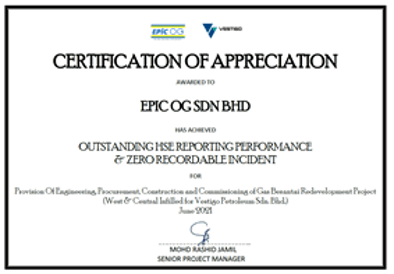 EPIC OG
VESTIGO
CERTIFICATION OF APPRECIATION
AWARDED TO
EPIC OG SDN BHD
HAS ACHIEVED
OUTSTANDING HSE REPORTING PERFORMANCE
& ZERO RECORDABLE INCIDENT
FOR
Provision Of Engineering, Procurement, Construction and Commissioning of Gas Berantai Redevelopment Project
(West & Central Infilled for Vestigo Petroleum Sdn. Bhd.)
June 2021
MOHD RASHID JAMIL
SENIOR PROJECT MANAGER